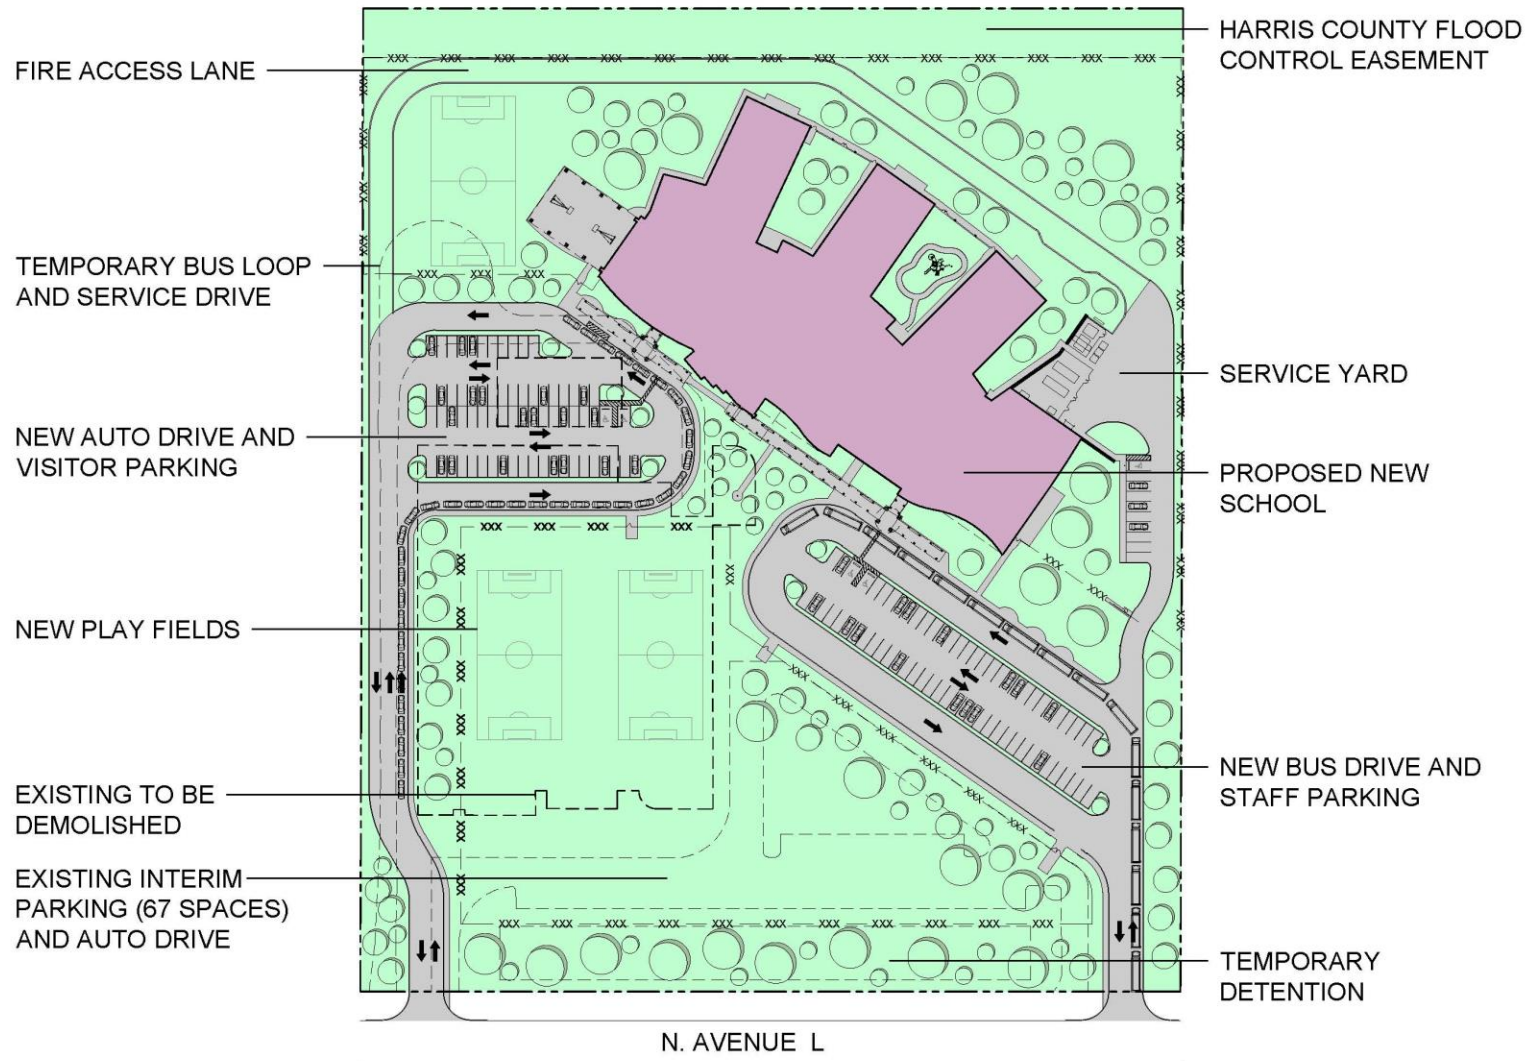 HARRIS COUNTY FLOOD
CONTROL EASEMENT
FIRE ACCESS LANE
TEMPORARY BUS LOOP
AND SERVICE DRIVE
SERVICE YARD
NEW AUTO DRIVE AND
VISITOR PARKING
PROPOSED NEW
SCHOOL
NEW PLAY FIELDS
NEW BUS DRIVE AND
STAFF PARKING
EXISTING TO BE
DEMOLISHED
EXISTING INTERIM
PARKING (67 SPACES)
AND AUTO DRIVE
TEMPORARY
DETENTION
N. AVENUE L